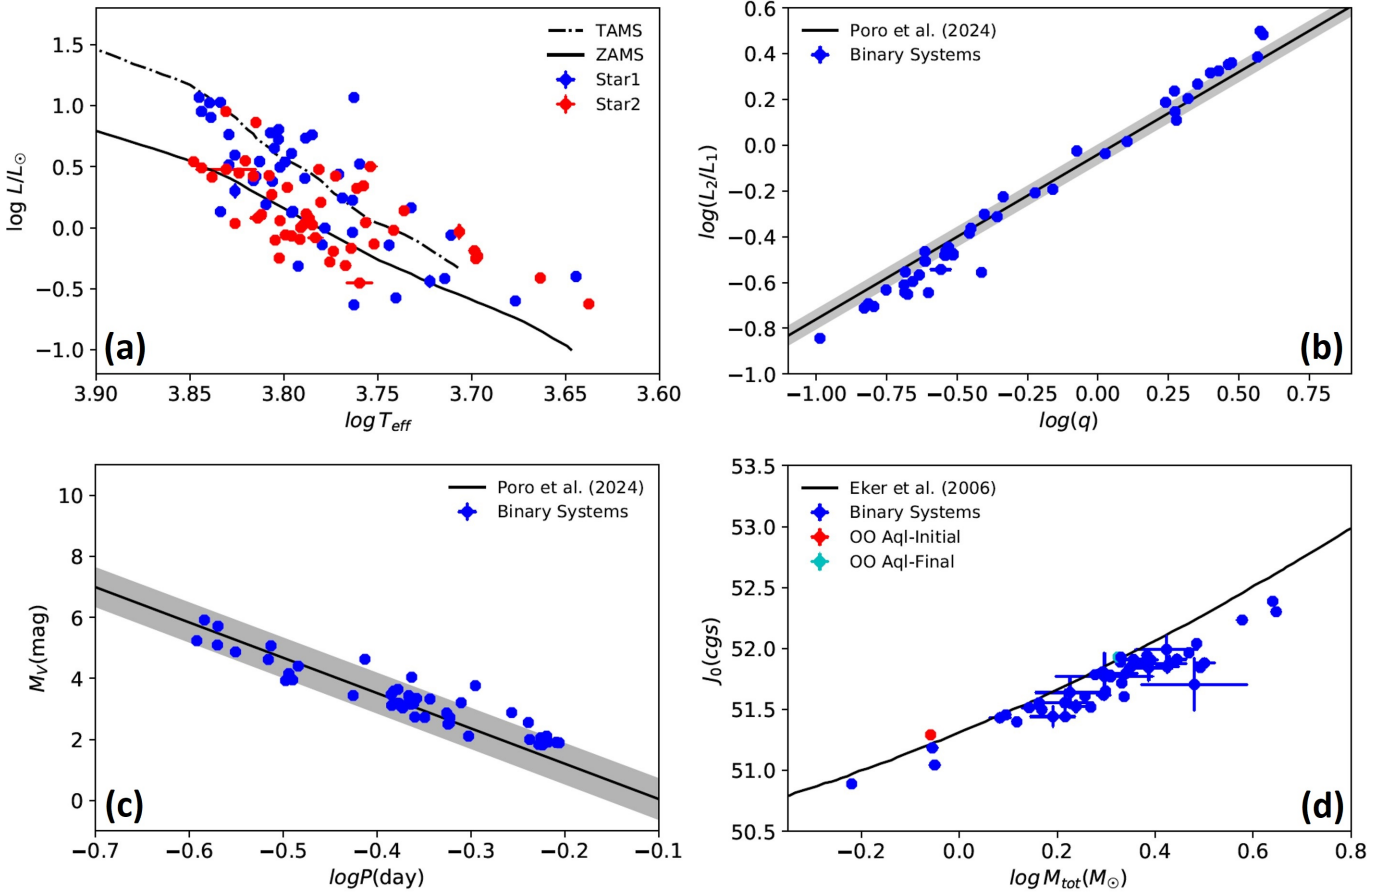 1.5
1.0
0.5
0.0
−0.5
−1.0
log L/L⊙
TAMS
ZAMS
Star1
Star2
(a)
3.90 3.85 3.80 3.75 3.70 3.65 3.60
log Teff
0.6
0.4
0.2
0.0
−0.2
−0.4
−0.6
−0.8
−1.0
log(L2/L1)
Poro et al. (2024)
Binary Systems
(b)
−1.00 −0.75 −0.50 −0.25 0.00 0.25 0.50 0.75
log(q)
10
8
6
4
2
0
MV(mag)
Poro et al. (2024)
Binary Systems
(c)
−0.7 −0.6 −0.5 −0.4 −0.3 −0.2 −0.1
logP(day)
53.5
53.0
52.5
52.0
51.5
51.0
50.5
J0(cgs)
Eker et al. (2006)
Binary Systems
OO Aql-Initial
OO Aql-Final
(d)
−0.2 0.0 0.2 0.4 0.6 0.8
log Mtot(M⊙)